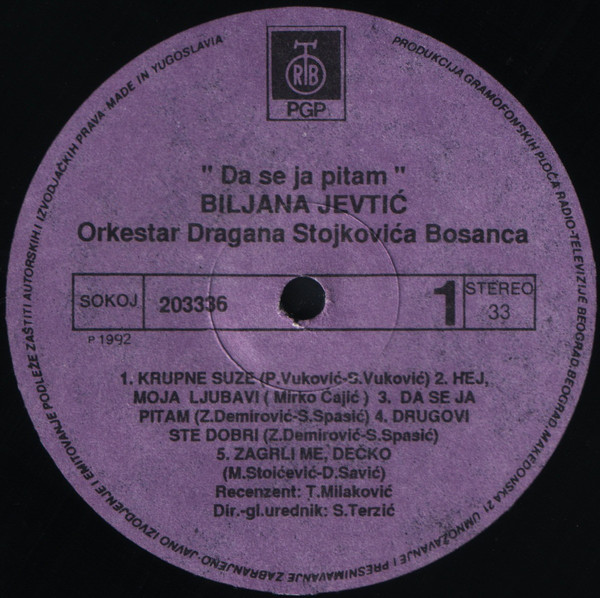 RTB
PGP
" Da se ja pitam "
BILJANA JEVTIĆ
Orkestar Dragana Stojkovića Bosanca
SOKOJ 203336 1 STEREO 33
P 1992
1. KRUPNE SUZE (P.Vuković-S.Vuković) 2. HEJ,
MOJA LJUBAVI ( Mirko Cajić ) 3. DA SE JA
PITAM (Z.Demirović-S.Spasić) 4. DRUGOVI
STE DOBRI (Z.Demirović-S.Spasić)
5. ZAGRLI ME, DEČKO
(M.Stoićević-D.Savić)
Recenzent: T.Milaković
Dir.-gl.urednik: S.Terzić
PRODUKCIJA GRAMOFONSKIH PLOČA RADIO-TELEVIZIJE BEOGRAD, BEOGRAD, MAKEDONSKA 21 UMNOŽAVANJE I PRESNIMAVANJE ZABRANJENO-JAVNO IZVODJENJE I EMITOVANJE PODLEŽE ZAŠTITI AUTORSKIH I IZVODJAČKIH PRAVA-MADE IN YUGOSLAVIA